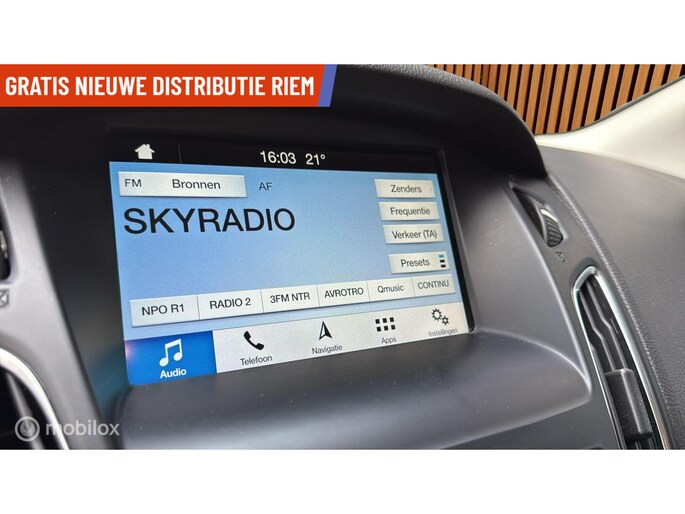 GRATIS NIEUWE DISTRIBUTIE RIEM
16:03 21°
FM Bronnen AF
Zenders
SKYRADIO
Frequentie
Verkeer (TA)
Presets
NPO R1 RADIO 2 3FM NTR AVROTRO Qmusic CONTINU
Audio Telefoon Navigatie Apps Instellingen
mobilox